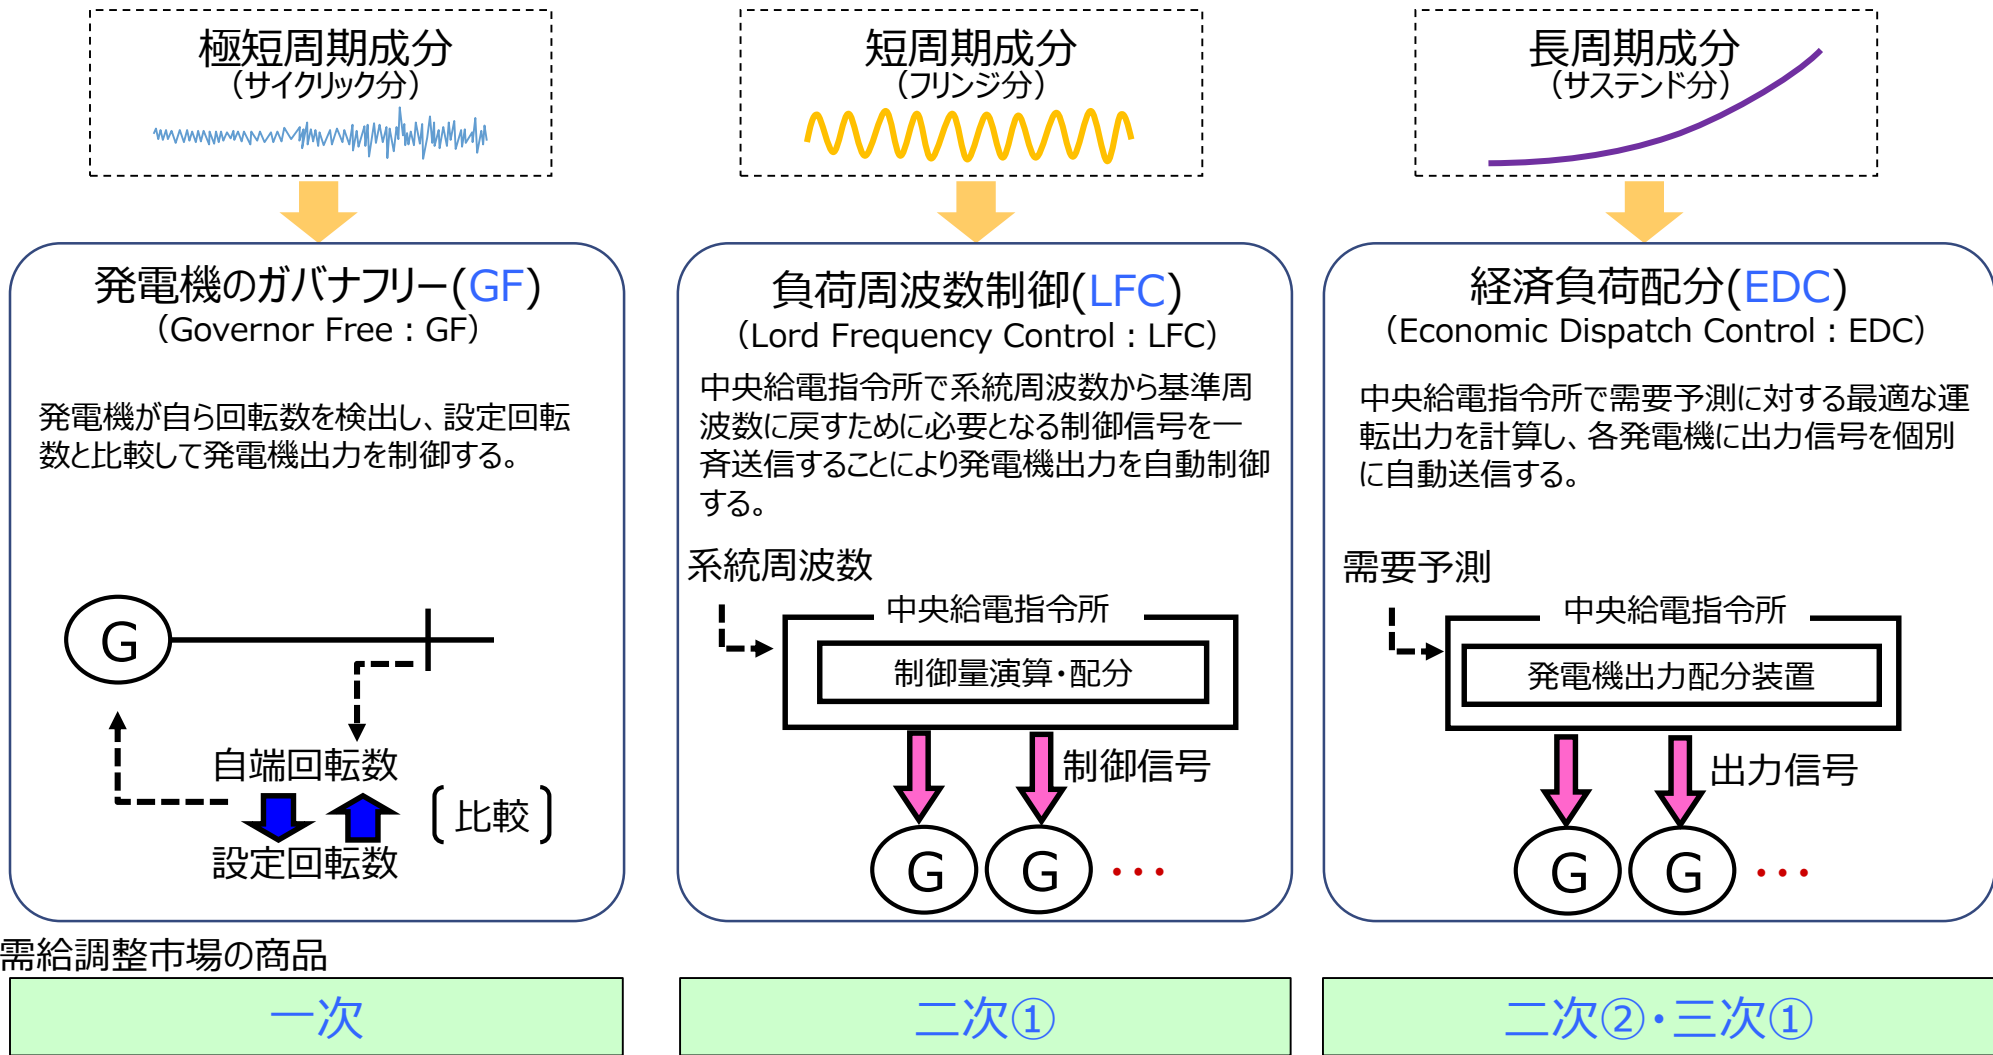 極短周期成分
（サイクリック分）
短周期成分
（フリンジ分）
長周期成分
（サステンド分）
発電機のガバナフリー(GF)
（Governor Free：GF）
発電機が自ら回転数を検出し、設定回転
数と比較して発電機出力を制御する。
G
自端回転数
比較
設定回転数
負荷周波数制御(LFC)
（Lord Frequency Control：LFC）
中央給電指令所で系統周波数から基準周
波数に戻すために必要となる制御信号を一
斉送信することにより発電機出力を自動制御
する。
系統周波数
中央給電指令所
制御量演算・配分
制御信号
G G ･･･
経済負荷配分(EDC)
（Economic Dispatch Control：EDC）
中央給電指令所で需要予測に対する最適な運
転出力を計算し、各発電機に出力信号を個別
に自動送信する。
需要予測
中央給電指令所
発電機出力配分装置
出力信号
G G ･･･
需給調整市場の商品
一次
二次①
二次②・三次①